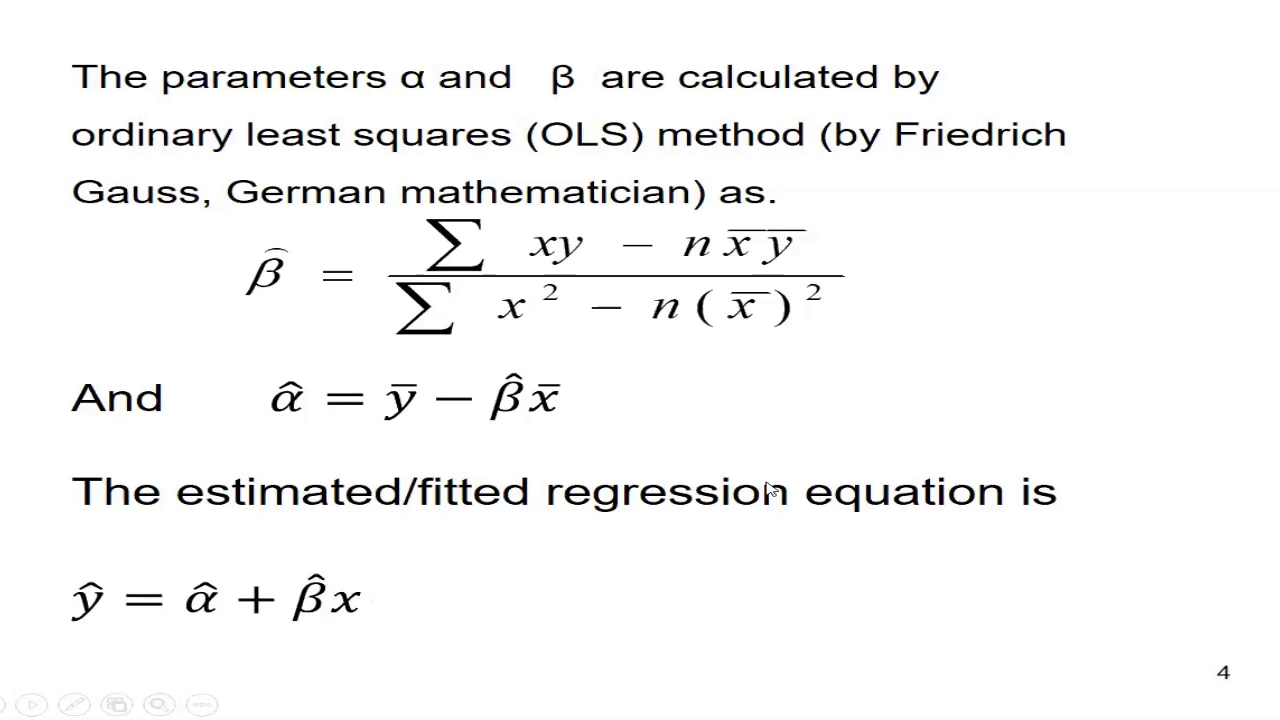 The parameters α and β are calculated by
ordinary least squares (OLS) method (by Friedrich
Gauss, German mathematician) as.
β̂ = (∑ xy − n x̄ ȳ) / (∑ x² − n ( x̄ )²)
And α̂ = ȳ − β̂x̄
The estimated/fitted regression equation is
ŷ = α̂ + β̂x
4